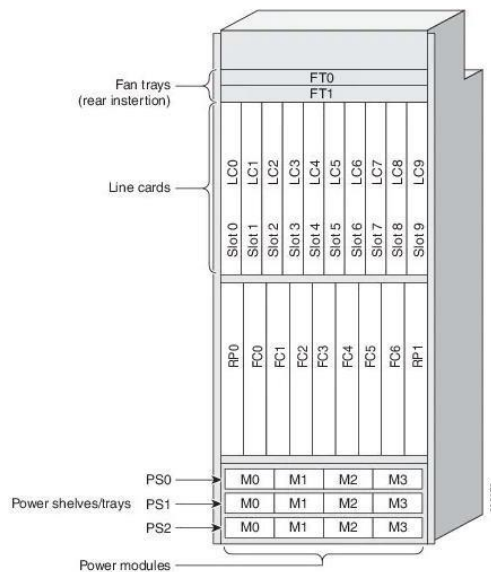 FT0
Fan trays
(rear instertion)
FT1
Line cards
LC0 LC1 LC2 LC3 LC4 LC5 LC6 LC7 LC8 LC9
Slot 0 Slot 1 Slot 2 Slot 3 Slot 4 Slot 5 Slot 6 Slot 7 Slot 8 Slot 9
RP0 FC0 FC1 FC2 FC3 FC4 FC5 FC6 RP1
PS0 M0 M1 M2 M3
Power shelves/trays PS1 M0 M1 M2 M3
PS2 M0 M1 M2 M3
Power modules